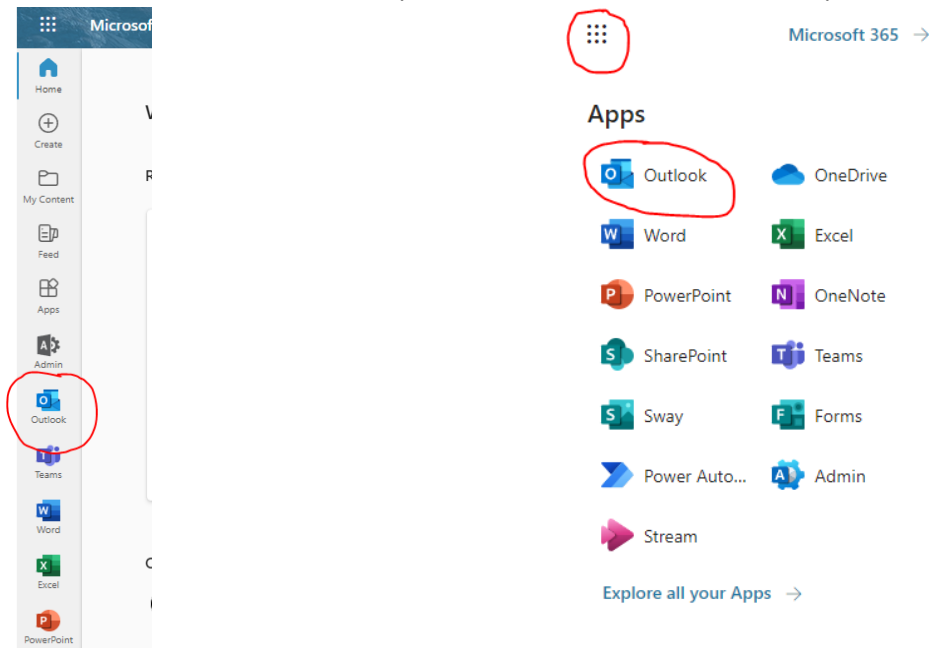 Microsof
Home
Create
My Content
Feed
Apps
Admin
Outlook
Teams
Word
Excel
PowerPoint
Microsoft 365 →
Apps
Outlook
OneDrive
Word
Excel
PowerPoint
OneNote
SharePoint
Teams
Sway
Forms
Power Auto...
Admin
Stream
Explore all your Apps →